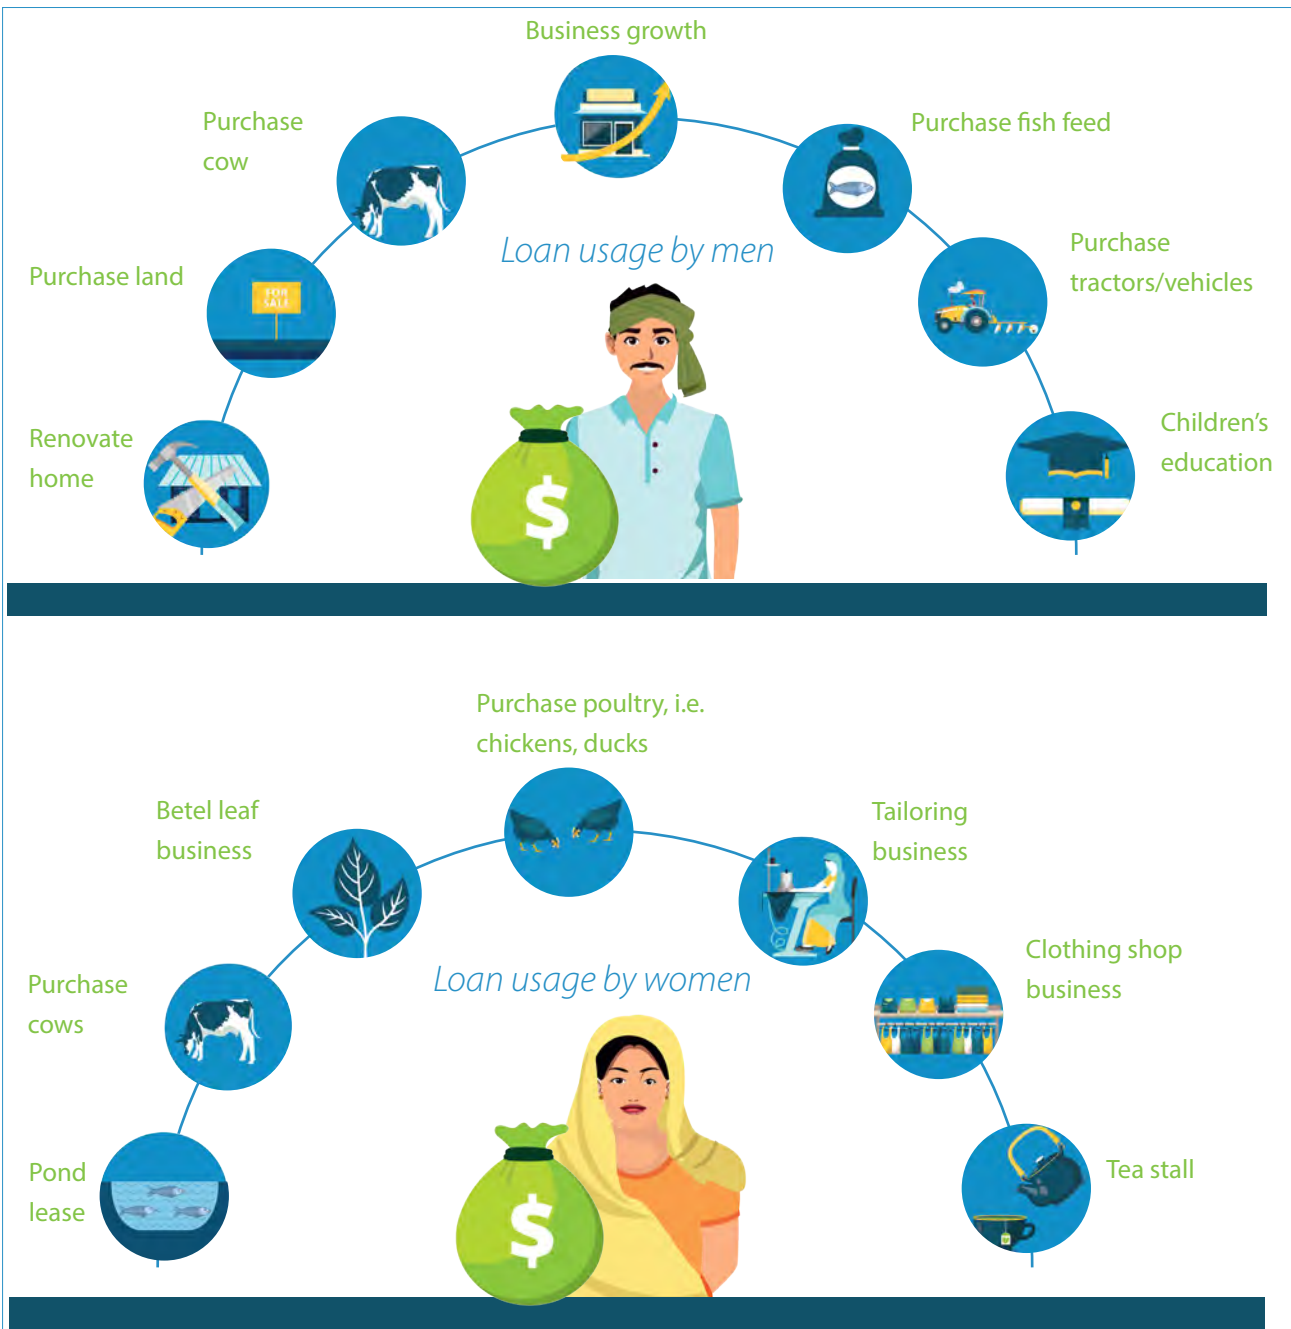 Business growth
Purchase
cow
Purchase fish feed
Purchase land
FOR
SALE
Loan usage by men
Purchase
tractors/vehicles
Renovate
home
Children’s
education
$
Purchase poultry, i.e.
chickens, ducks
Betel leaf
business
Tailoring
business
Purchase
cows
Loan usage by women
Clothing shop
business
Pond
lease
Tea stall
$